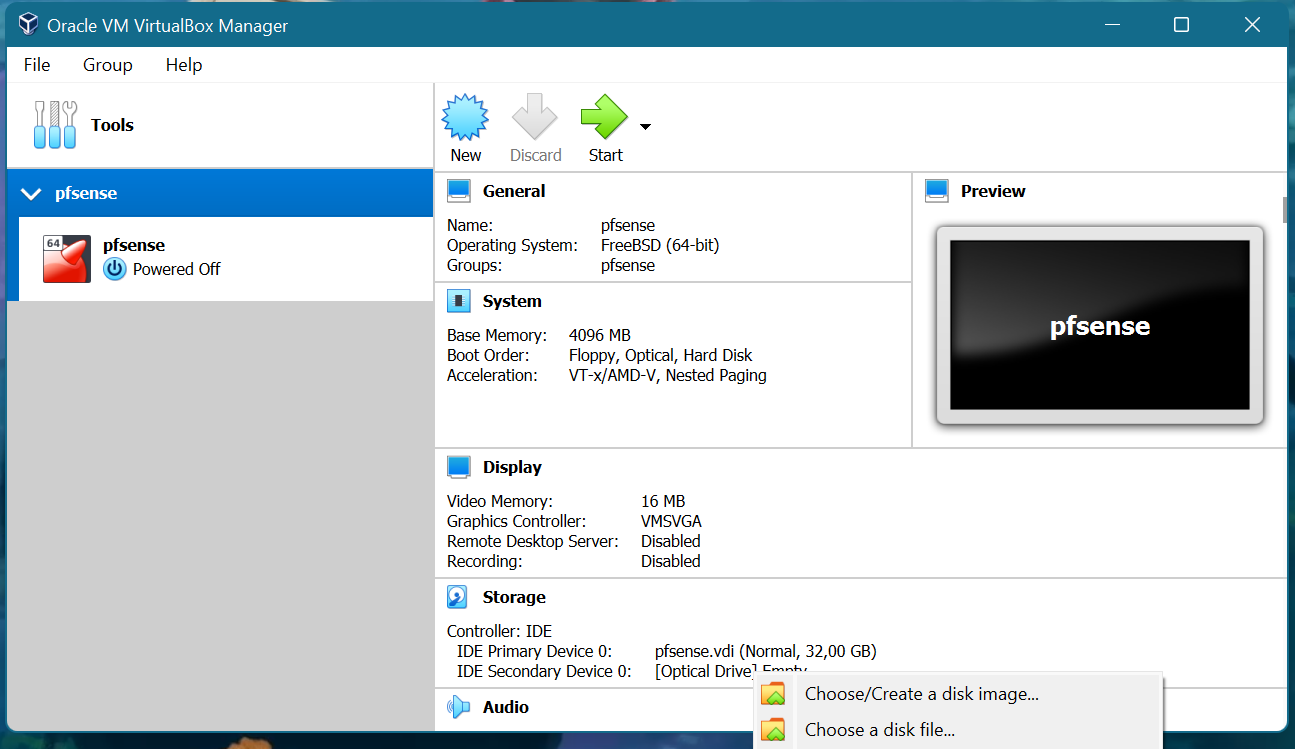 Oracle VM VirtualBox Manager
File Group Help
Tools
New Discard Start
pfsense
64
pfsense
Powered Off
General
Name: pfsense
Operating System: FreeBSD (64-bit)
Groups: pfsense
Preview
pfsense
System
Base Memory: 4096 MB
Boot Order: Floppy, Optical, Hard Disk
Acceleration: VT-x/AMD-V, Nested Paging
Display
Video Memory: 16 MB
Graphics Controller: VMSVGA
Remote Desktop Server: Disabled
Recording: Disabled
Storage
Controller: IDE
IDE Primary Device 0: pfsense.vdi (Normal, 32,00 GB)
IDE Secondary Device 0: [Optical Drive] Empty
Audio
Choose/Create a disk image...
Choose a disk file...